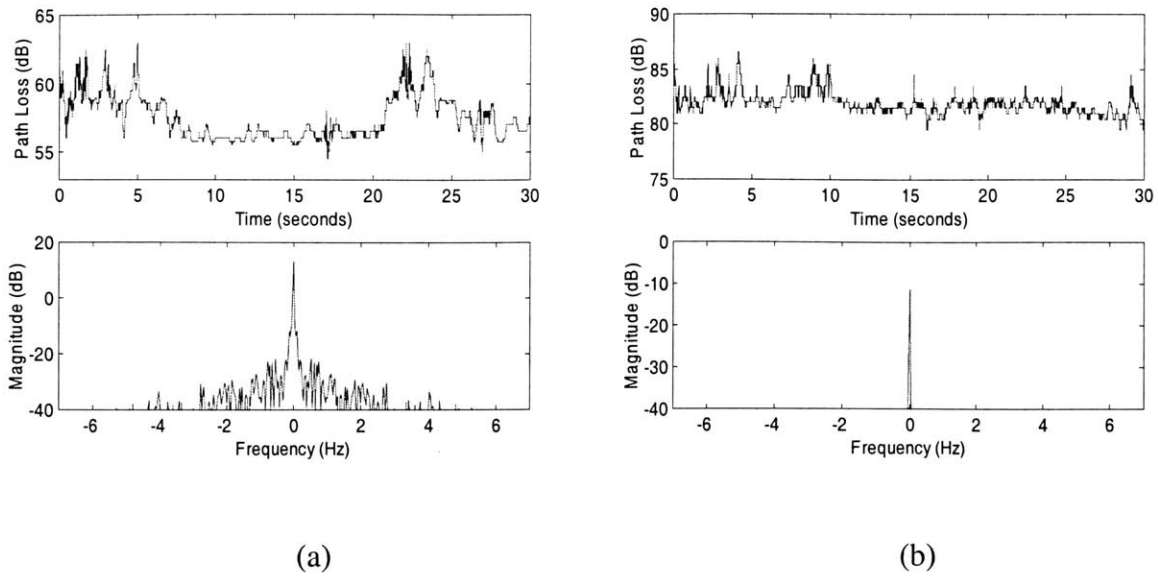 65
60
55
Path Loss (dB)
0 5 10 15 20 25 30
Time (seconds)
20
0
-20
-40
Magnitude (dB)
-6 -4 -2 0 2 4 6
Frequency (Hz)
(a)
90
85
80
75
Path Loss (dB)
0 5 10 15 20 25 30
Time (seconds)
0
-10
-20
-30
-40
Magnitude (dB)
-6 -4 -2 0 2 4 6
Frequency (Hz)
(b)